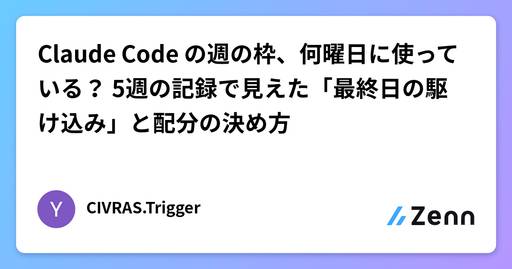 Claude Code の週の枠、何曜日に使って
いる？ 5週の記録で見えた「最終日の駆
け込み」と配分の決め方
Y
CIVRAS.Trigger
Zenn